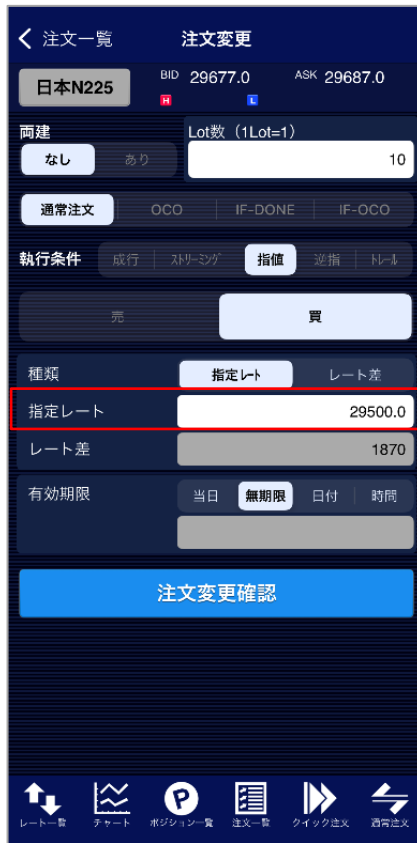 注文一覧 注文変更
日本N225 BID 29677.0 ASK 29687.0
H L
両建 Lot数（1Lot=1）
なし あり 10
通常注文 OCO IF-DONE IF-OCO
執行条件 成行 ストリーミング 指値 逆指 トレール
売 買
種類 指定レート レート差
指定レート 29500.0
レート差 1870
有効期限 当日 無期限 日付 時間
注文変更確認
P
レート一覧 チャート ポジション一覧 注文一覧 クイック注文 通常注文